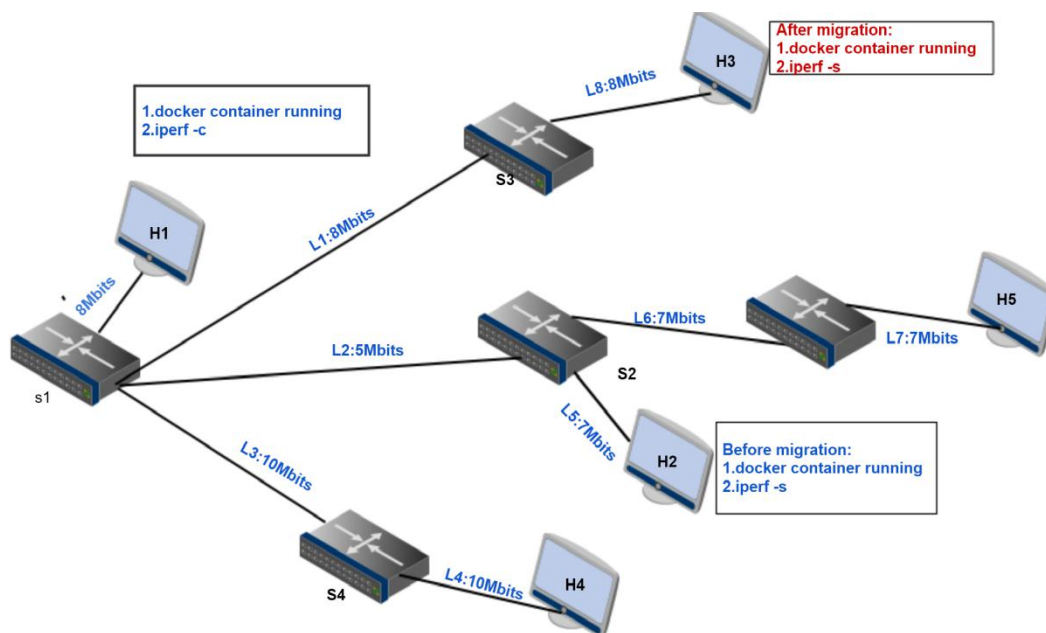 After migration:
1.docker container running
2.iperf -s
H3
L8:8Mbits
1.docker container running
2.iperf -c
S3
H1
L1:8Mbits
8Mbits
H5
L6:7Mbits
L7:7Mbits
L2:5Mbits
S2
s1
L5:7Mbits
H2
Before migration:
1.docker container running
2.iperf -s
L3:10Mbits
L4:10Mbits
H4
S4